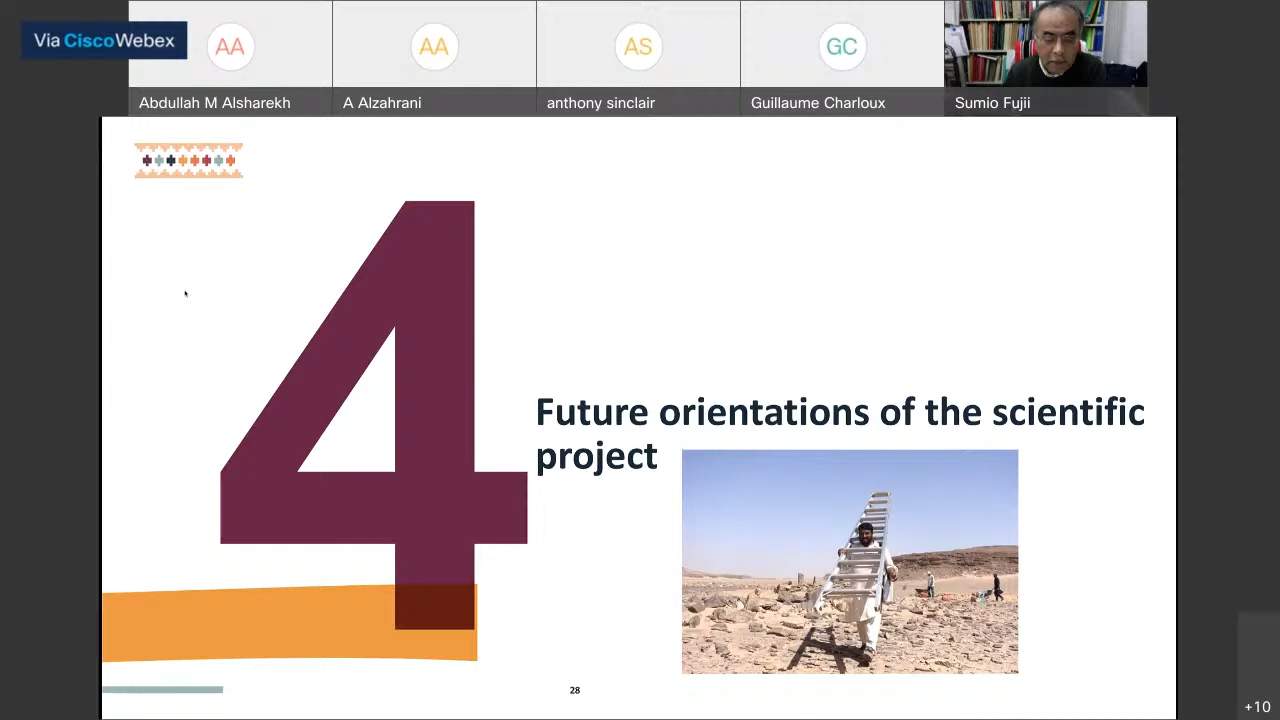 Via CiscoWebex
AA
AA
AS
GC
Abdullah M Alsharekh
A Alzahrani
anthony sinclair
Guillaume Charloux
Sumio Fujii
4
Future orientations of the scientific
project
28
+10